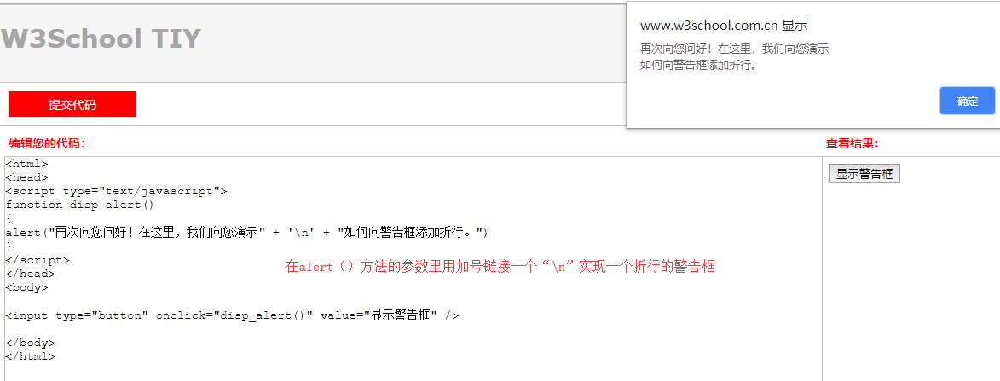 W3School TIY
www.w3school.com.cn 显示
再次向您问好！在这里，我们向您演示
如何向警告框添加折行。
确定
提交代码
编辑您的代码：
查看结果:
<html>
<head>
<script type="text/javascript">
function disp_alert()
{
alert("再次向您问好！在这里，我们向您演示" + '\n' + "如何向警告框添加折行。")
}
</script>
</head>
<body>
<input type="button" onclick="disp_alert()" value="显示警告框" />
</body>
</html>
在alert（）方法的参数里用加号链接一个“\n”实现一个折行的警告框
显示警告框